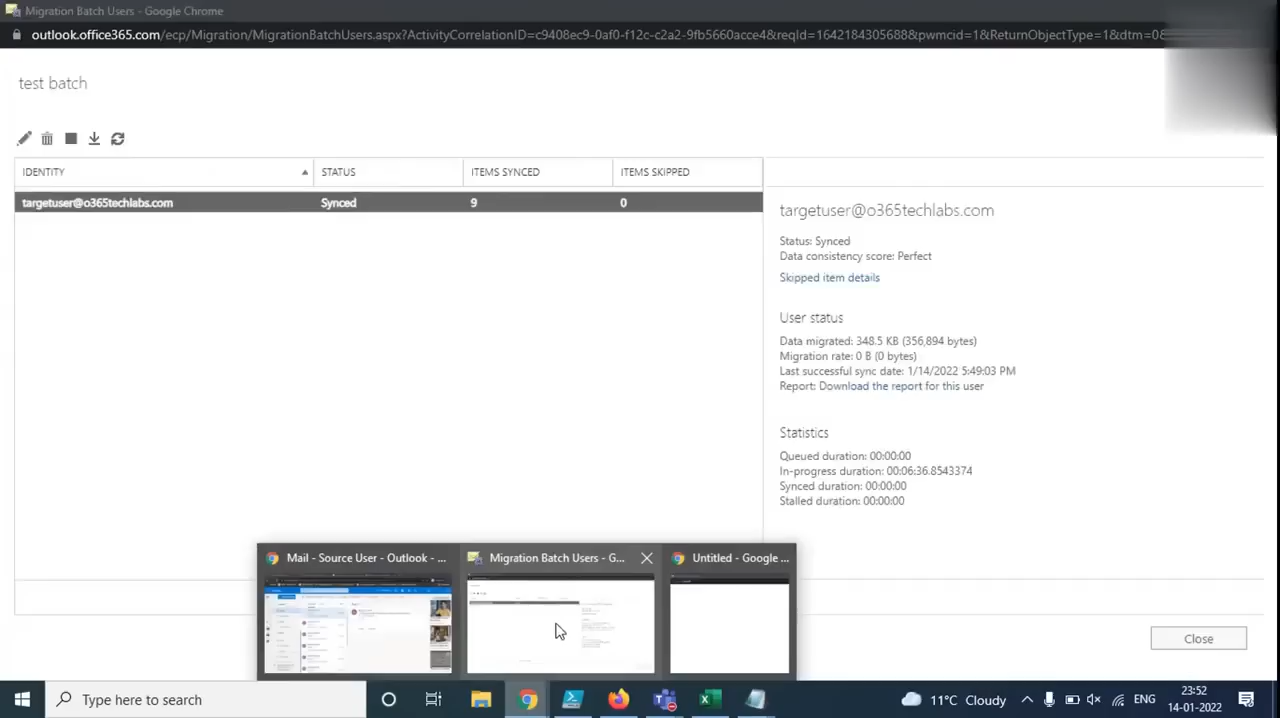 Migration Batch Users - Google Chrome
outlook.office365.com/ecp/Migration/MigrationBatchUsers.aspx?ActivityCorrelationID=c9408ec9-0af0-f12c-c2a2-9fb5660acce4&reqId=1642184305688&pwmcid=1&ReturnObjectType=1&dtm=0&
test batch
IDENTITY STATUS ITEMS SYNCED ITEMS SKIPPED
targetuser@o365techlabs.com Synced 9 0
targetuser@o365techlabs.com
Status: Synced
Data consistency score: Perfect
Skipped item details
User status
Data migrated: 348.5 KB (356,894 bytes)
Migration rate: 0 B (0 bytes)
Last successful sync date: 1/14/2022 5:49:03 PM
Report: Download the report for this user
Statistics
Queued duration: 00:00:00
In-progress duration: 00:06:36.8543374
Synced duration: 00:00:00
Stalled duration: 00:00:00
Mail - Source User - Outlook - ... Migration Batch Users - G... Untitled - Google ...
Close
Type here to search
11°C Cloudy
ENG
23:52
14-01-2022